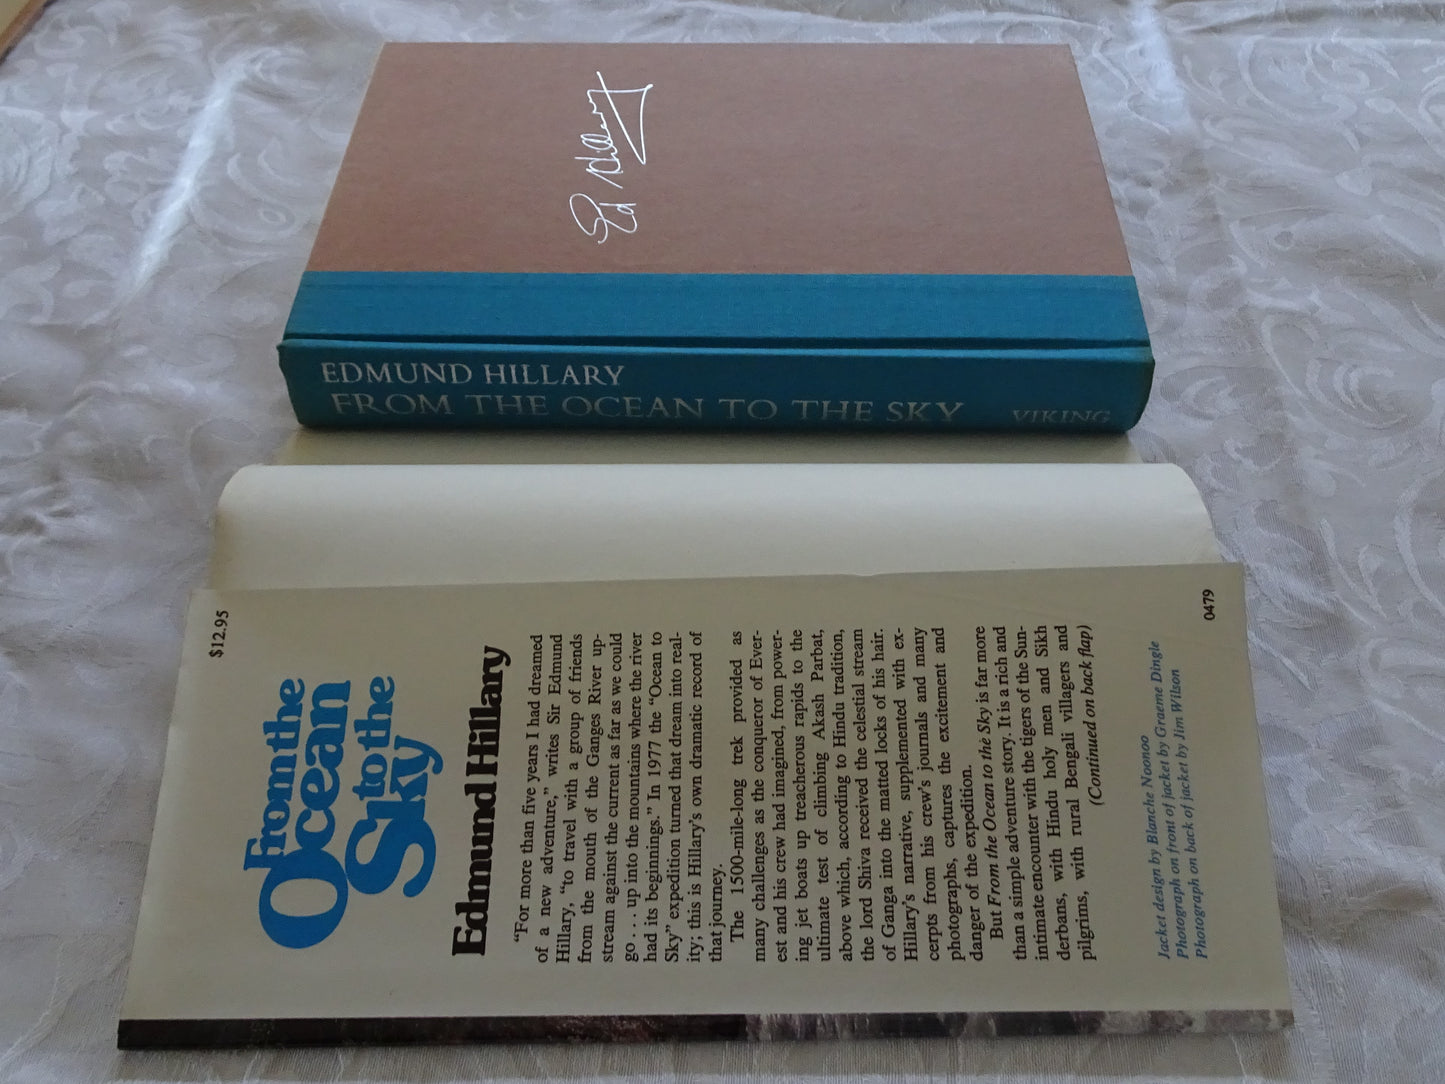 Ed Hillary
EDMUND HILLARY
FROM THE OCEAN TO THE SKY VIKING
$12.95
From the
Ocean
to the
Sky
Edmund Hillary
“For more than five years I had dreamed
of a new adventure,” writes Sir Edmund
Hillary, “to travel with a group of friends
from the mouth of the Ganges River up-
stream against the current as far as we could
go . . . up into the mountains where the river
had its beginnings.” In 1977 the “Ocean to
Sky” expedition turned that dream into real-
ity; this is Hillary's own dramatic record of
that journey.
The 1500-mile-long trek provided as
many challenges as the conqueror of Ever-
est and his crew had imagined, from power-
ing jet boats up treacherous rapids to the
ultimate test of climbing Akash Parbat,
above which, according to Hindu tradition,
the lord Shiva received the celestial stream
of Ganga into the matted locks of his hair.
Hillary's narrative, supplemented with ex-
cerpts from his crew's journals and many
photographs, captures the excitement and
danger of the expedition.
But From the Ocean to the Sky is far more
than a simple adventure story. It is a rich and
intimate encounter with the tigers of the Sun-
derbans, with Hindu holy men and Sikh
pilgrims, with rural Bengali villagers and
(Continued on back flap)
Jacket design by Blanche Noonoo
Photograph on front of jacket by Graeme Dingle
Photograph on back of jacket by Jim Wilson
0479